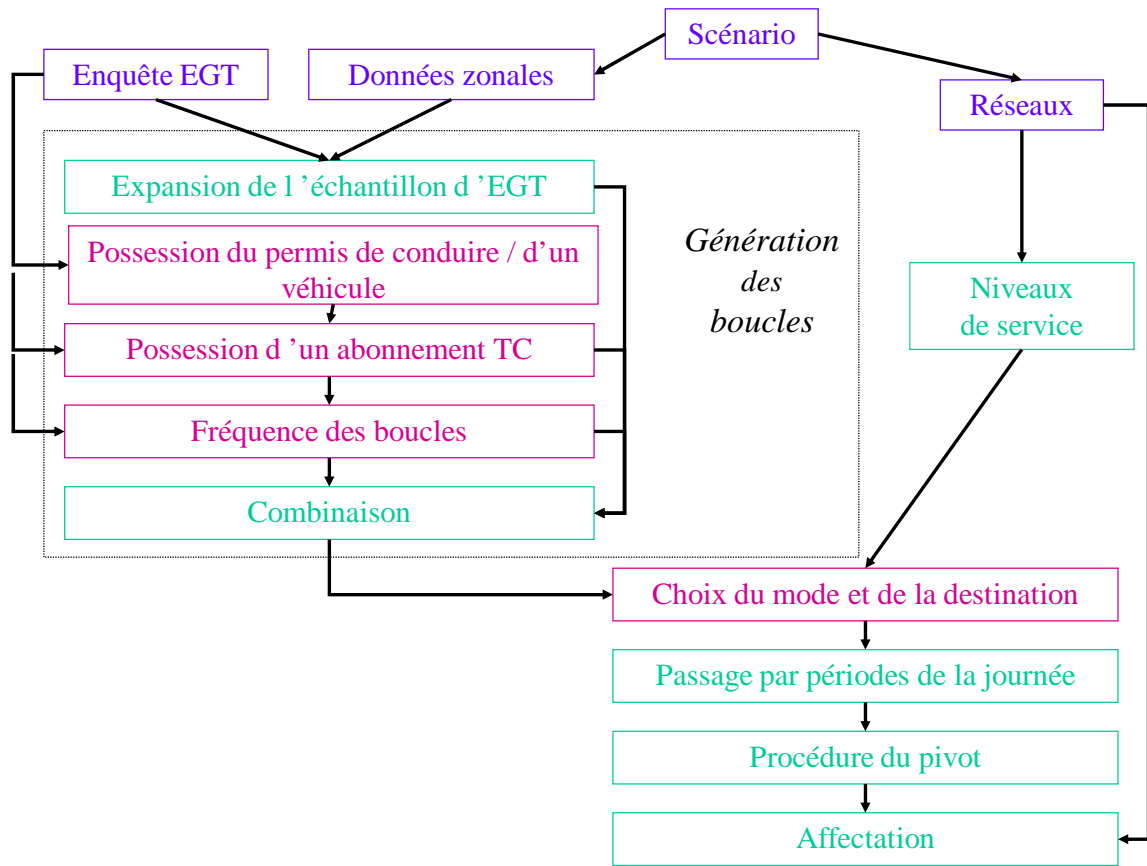 Scénario
Enquête EGT
Données zonales
Réseaux
Expansion de l ’échantillon d ’EGT
Possession du permis de conduire / d’un
véhicule
Possession d ’un abonnement TC
Fréquence des boucles
Combinaison
Génération
des
boucles
Niveaux
de service
Choix du mode et de la destination
Passage par périodes de la journée
Procédure du pivot
Affectation